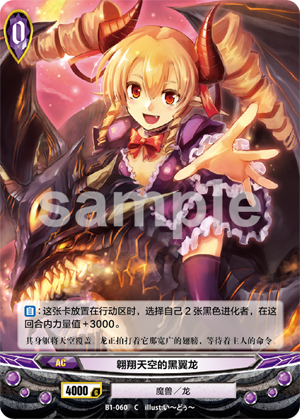 0
sample
自:这张卡放置在行动区时，选择自己2张黑色进化者，在这
回合内力量值+3000。
其身躯将天空覆盖 龙正拍打着它那宽广的翅膀，等待着主人的命令
AC
翱翔天空的黑翼龙
4000
魔兽／龙
B1-060 C illust:い〜どぅ〜